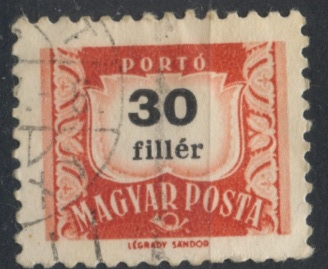 PORTÓ
30
fillér
MAGYAR POSTA
LÉGRÁDY SÁNDOR